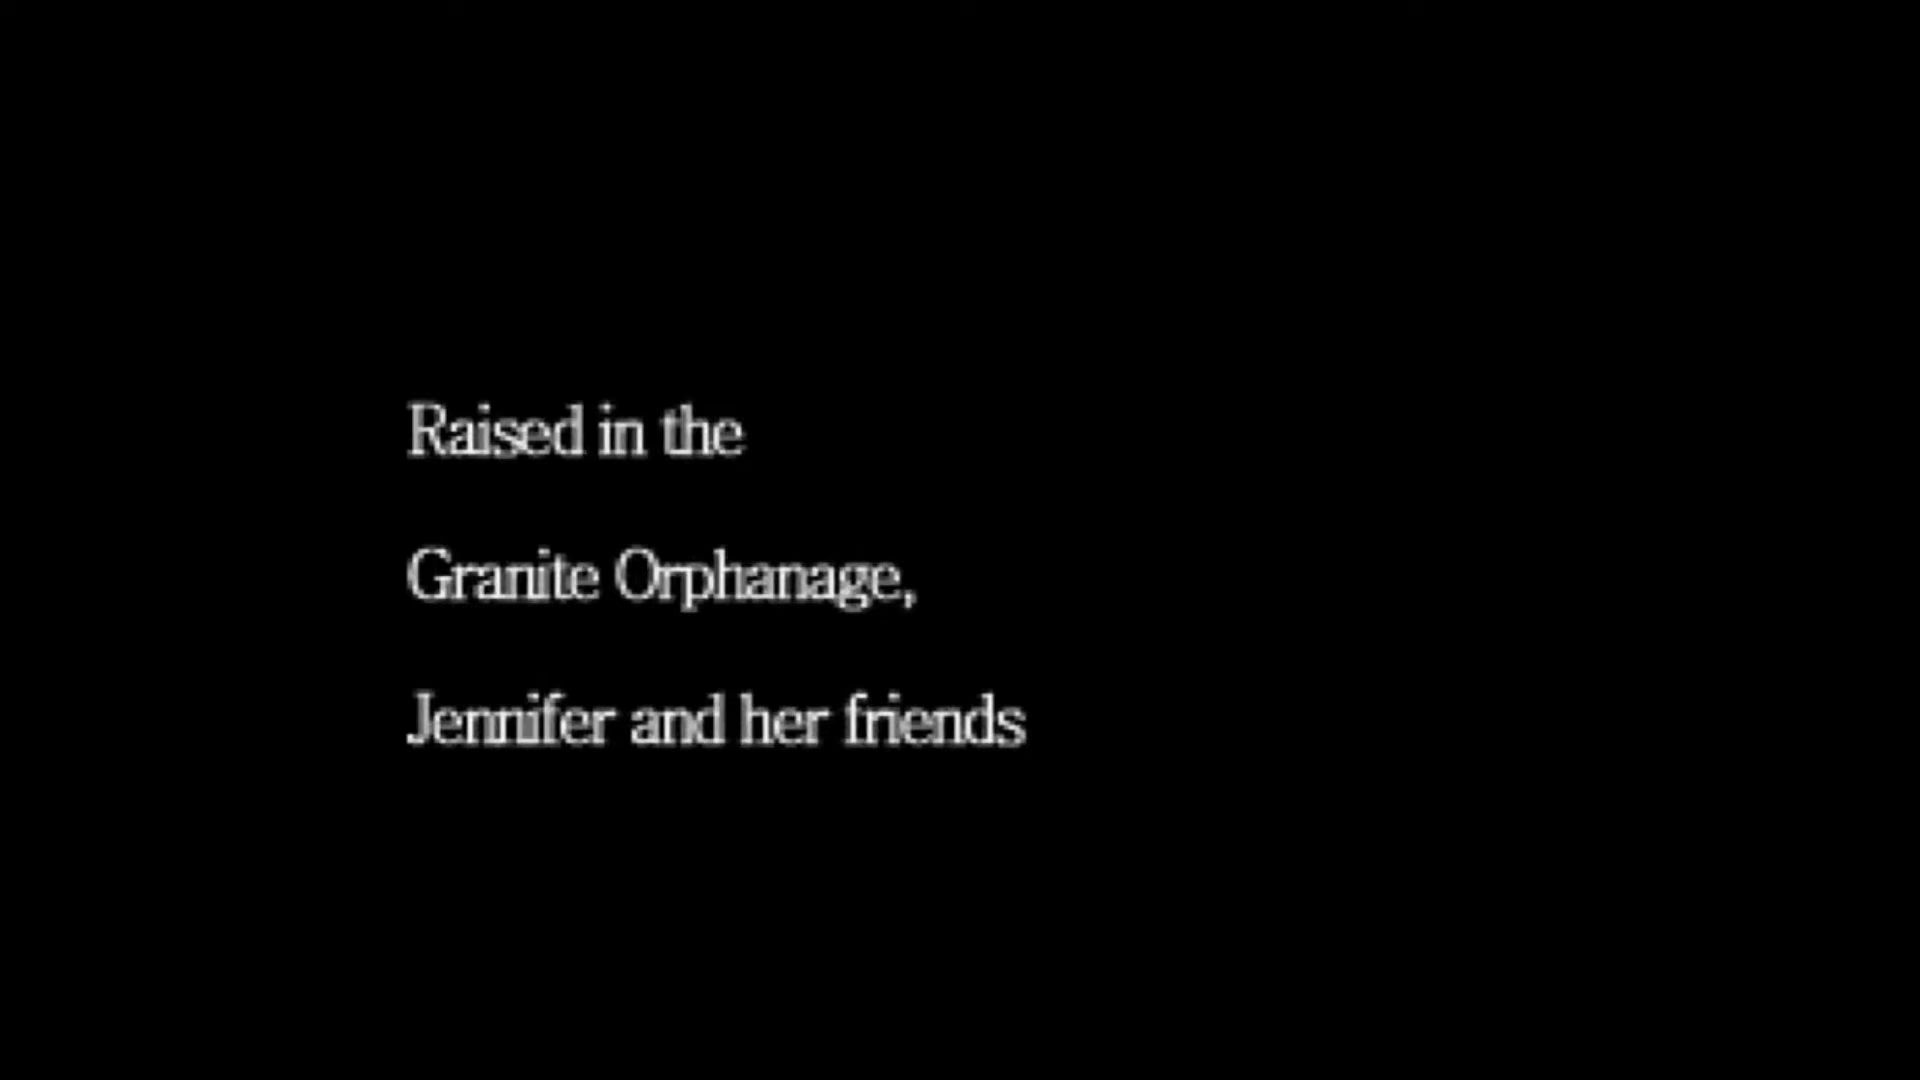 Raised in the
Granite Orphanage,
Jennifer and her friends